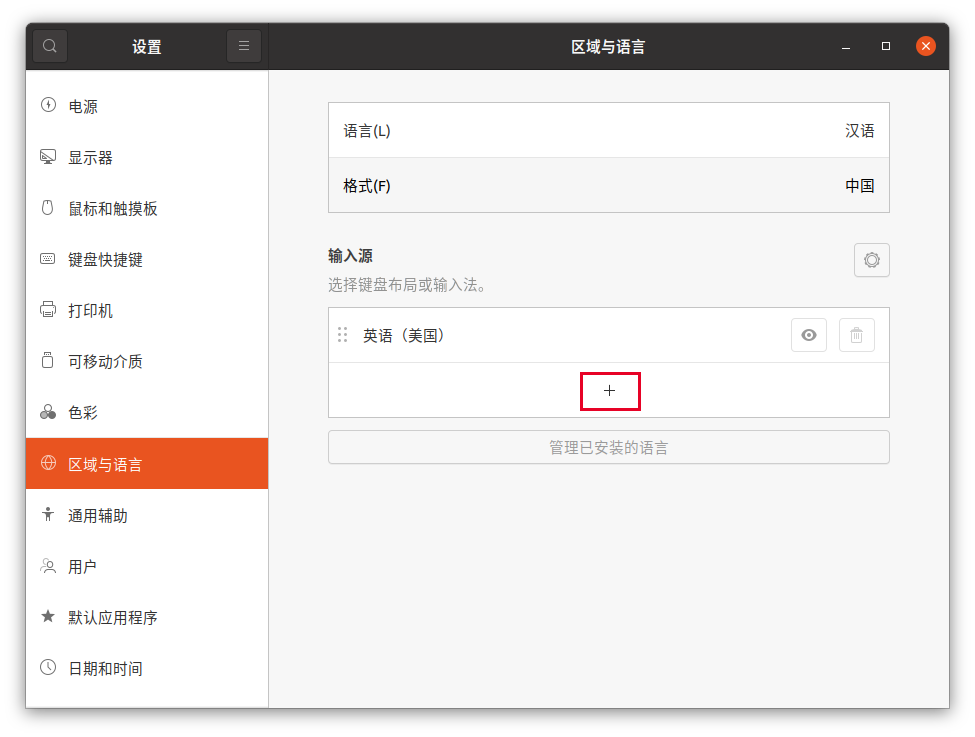 设置
区域与语言
电源
显示器
鼠标和触摸板
键盘快捷键
打印机
可移动介质
色彩
区域与语言
通用辅助
用户
默认应用程序
日期和时间
语言(L) 汉语
格式(F) 中国
输入源
选择键盘布局或输入法。
英语（美国）
管理已安装的语言